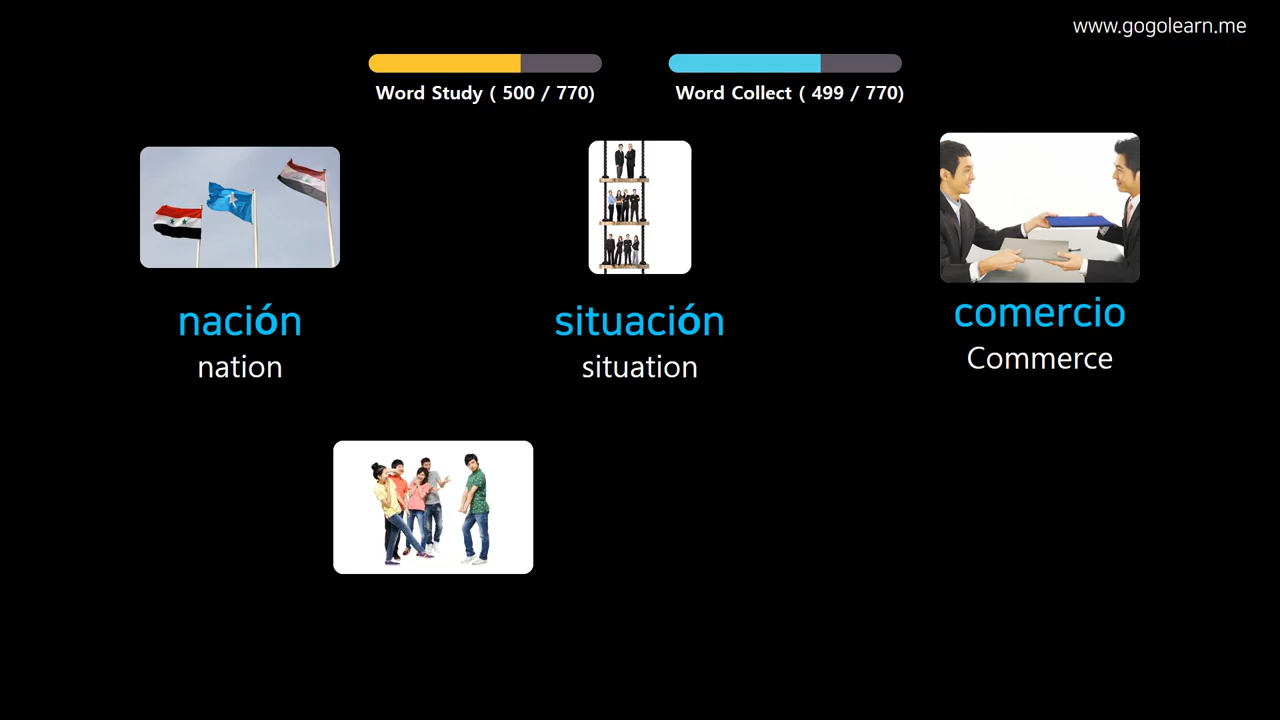 www.gogolearn.me
Word Study ( 500 / 770)
Word Collect ( 499 / 770)
nación
nation
situación
situation
comercio
Commerce